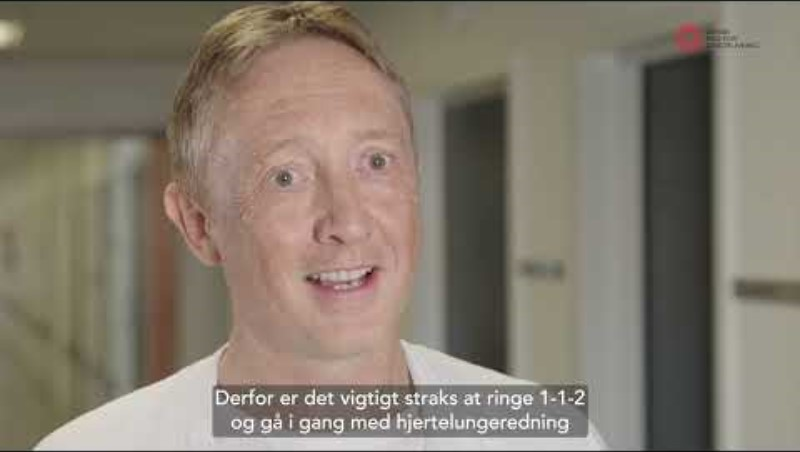 Derfor er det vigtigt straks at ringe 1-1-2
og gå i gang med hjertelungeredning